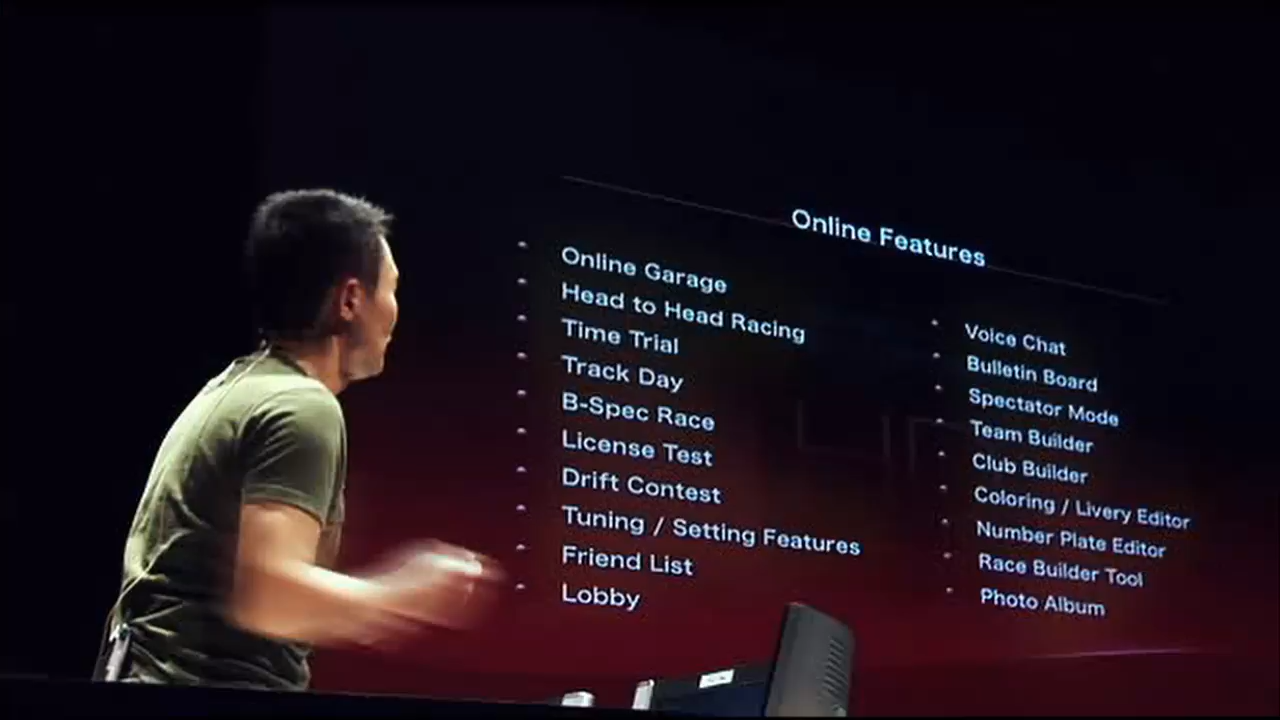 Online Features
Online Garage
Head to Head Racing
Time Trial
Track Day
B-Spec Race
License Test
Drift Contest
Tuning / Setting Features
Friend List
Lobby
Voice Chat
Bulletin Board
Spectator Mode
Team Builder
Club Builder
Coloring / Livery Editor
Number Plate Editor
Race Builder Tool
Photo Album